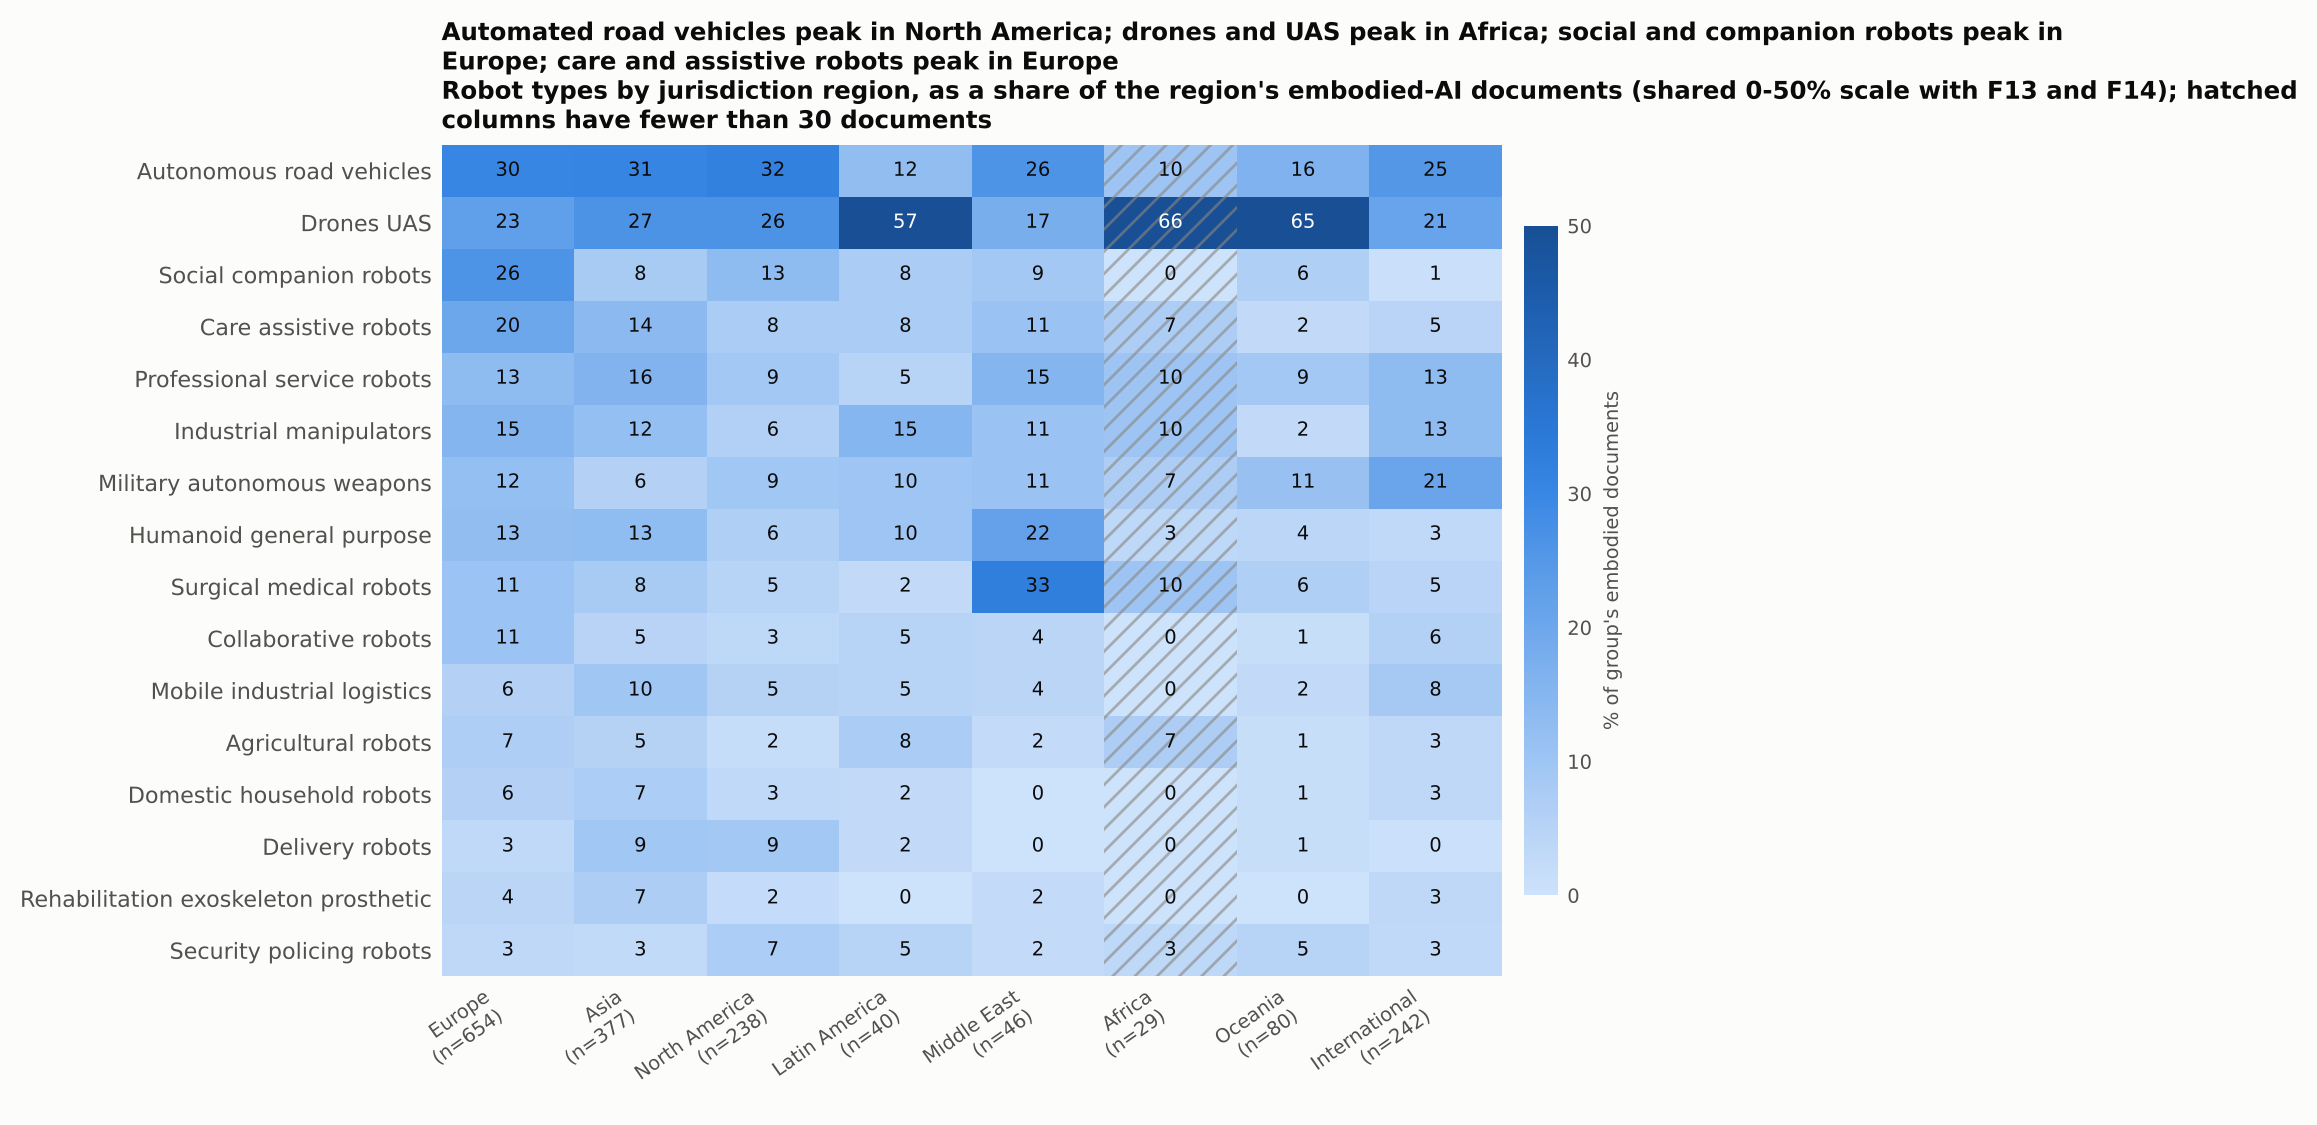 Automated road vehicles peak in North America; drones and UAS peak in Africa; social and companion robots peak in
Europe; care and assistive robots peak in Europe
Robot types by jurisdiction region, as a share of the region's embodied-AI documents (shared 0-50% scale with F13 and F14); hatched
columns have fewer than 30 documents
Autonomous road vehicles 30 31 32 12 26 10 16 25
Drones UAS 23 27 26 57 17 66 65 21
Social companion robots 26 8 13 8 9 0 6 1
Care assistive robots 20 14 8 8 11 7 2 5
Professional service robots 13 16 9 5 15 10 9 13
Industrial manipulators 15 12 6 15 11 10 2 13
Military autonomous weapons 12 6 9 10 11 7 11 21
Humanoid general purpose 13 13 6 10 22 3 4 3
Surgical medical robots 11 8 5 2 33 10 6 5
Collaborative robots 11 5 3 5 4 0 1 6
Mobile industrial logistics 6 10 5 5 4 0 2 8
Agricultural robots 7 5 2 8 2 7 1 3
Domestic household robots 6 7 3 2 0 0 1 3
Delivery robots 3 9 9 2 0 0 1 0
Rehabilitation exoskeleton prosthetic 4 7 2 0 2 0 0 3
Security policing robots 3 3 7 5 2 3 5 3
Europe
(n=654)
Asia
(n=377)
North America
(n=238)
Latin America
(n=40)
Middle East
(n=46)
Africa
(n=29)
Oceania
(n=80)
International
(n=242)
50
40
30
20
10
0
% of group's embodied documents